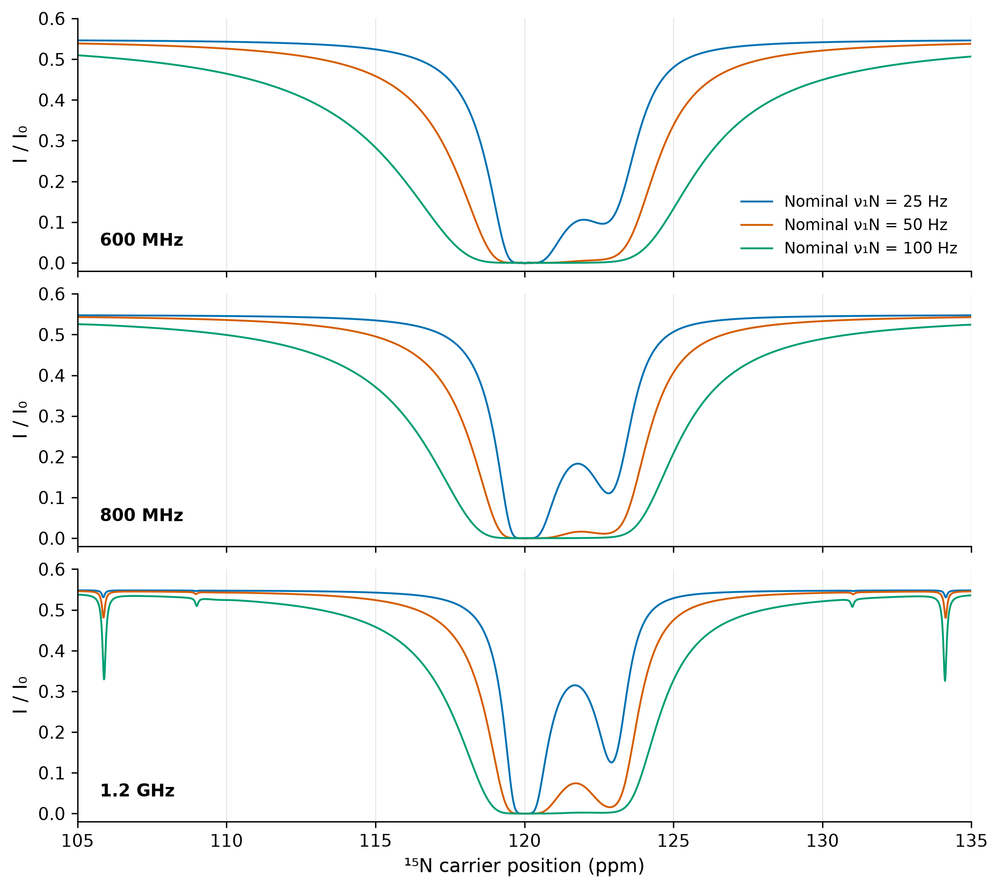 0.6
0.5
0.4
0.3
0.2
0.1
0.0
I / I₀
600 MHz
Nominal ν₁N = 25 Hz
Nominal ν₁N = 50 Hz
Nominal ν₁N = 100 Hz
0.6
0.5
0.4
0.3
0.2
0.1
0.0
I / I₀
800 MHz
0.6
0.5
0.4
0.3
0.2
0.1
0.0
I / I₀
1.2 GHz
105 110 115 120 125 130 135
¹⁵N carrier position (ppm)